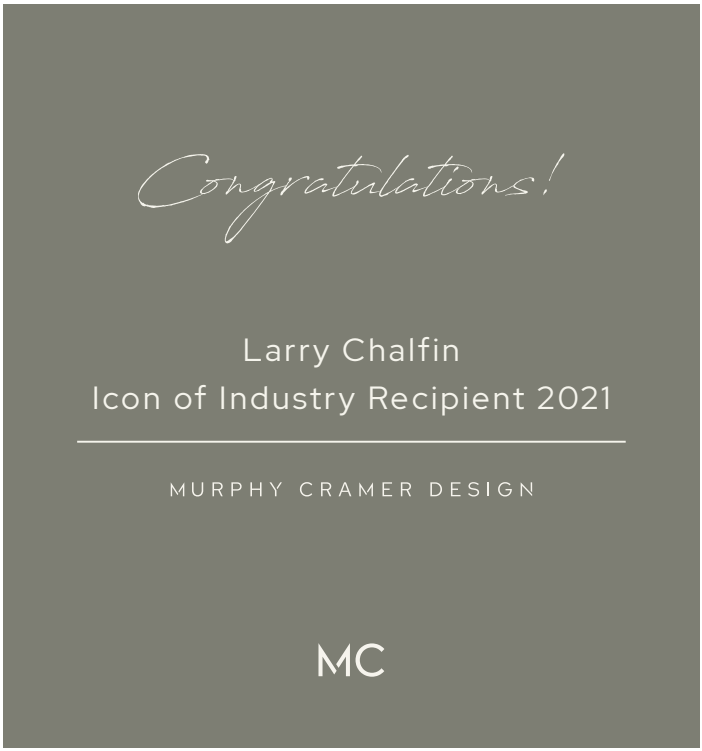 Congratulations!
Larry Chalfin
Icon of Industry Recipient 2021
MURPHY CRAMER DESIGN
MC